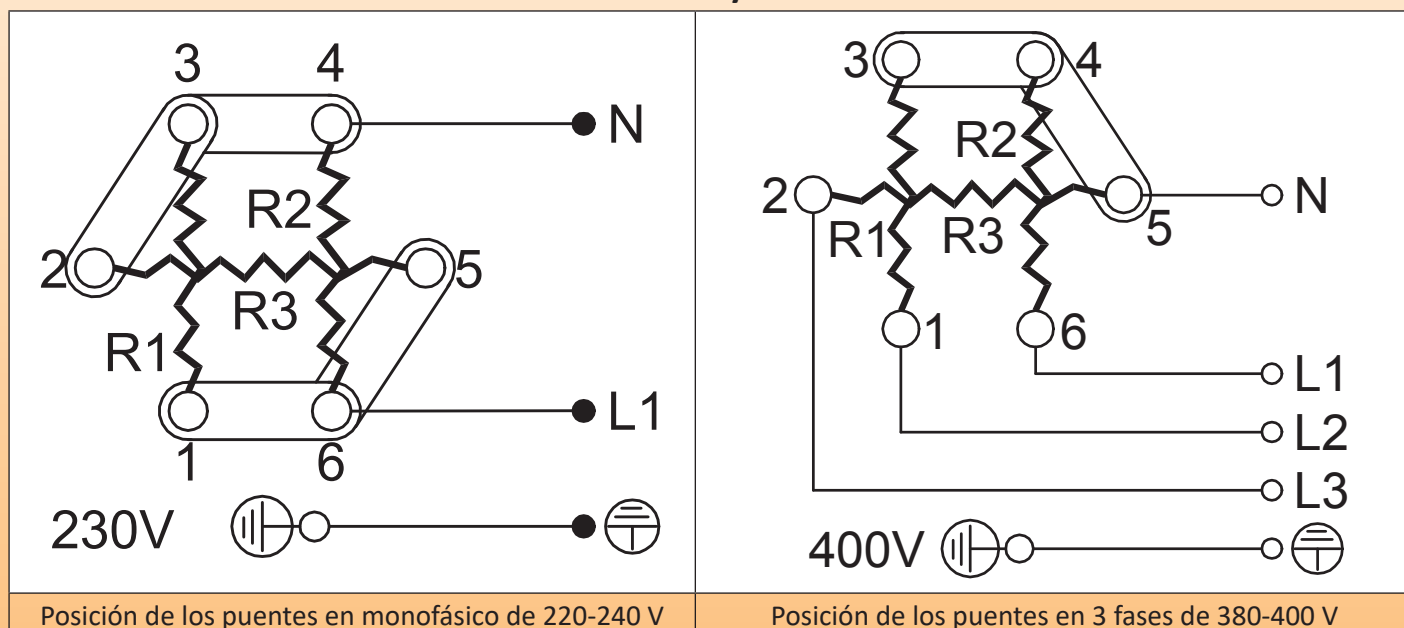 3 4
N
R2
2
5
R3
R1
L1
1 6
230V
3 4
R2
2
N
R1 R3
5
1 6
L1
L2
L3
400V
Posición de los puentes en monofásico de 220-240 V
Posición de los puentes en 3 fases de 380-400 V